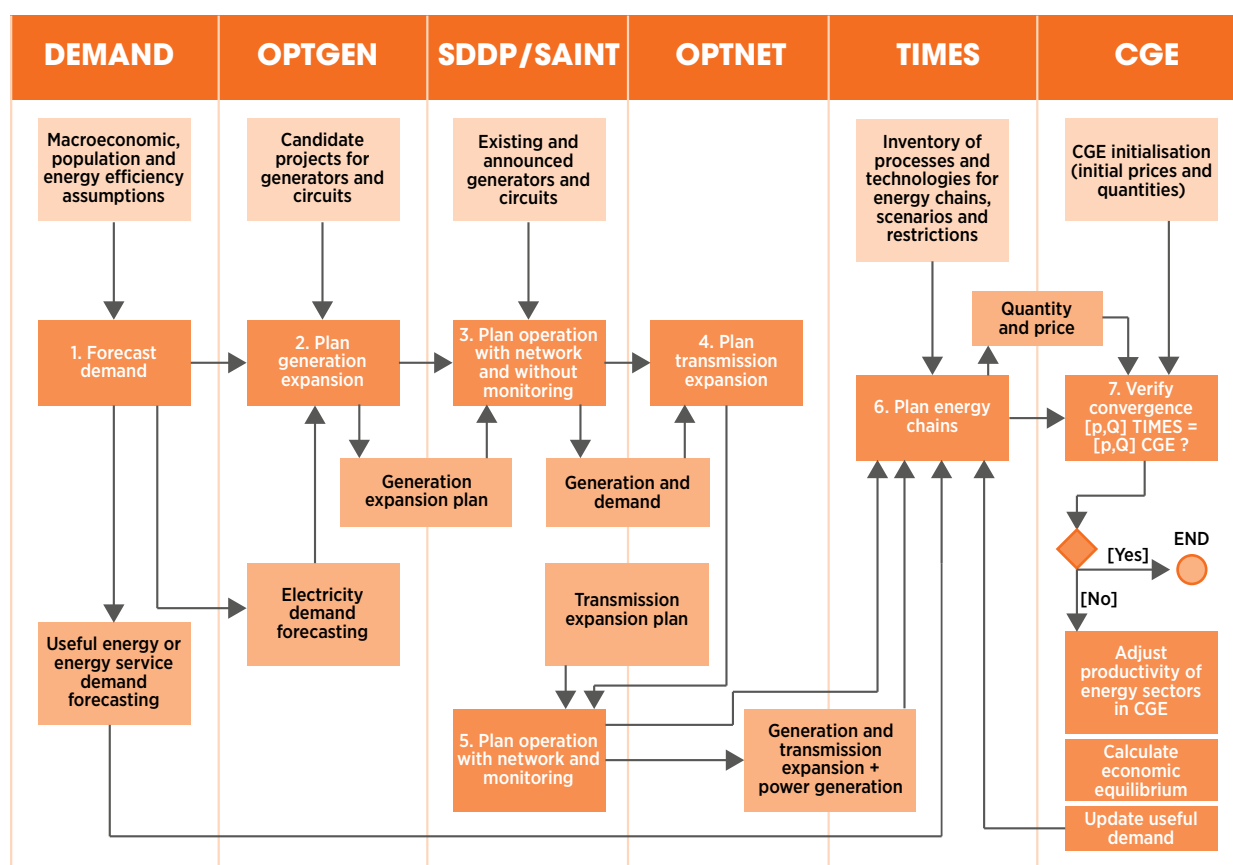 DEMAND
OPTGEN
SDDP/SAINT
OPTNET
TIMES
CGE
Macroeconomic,
population and
energy efficiency
assumptions
Candidate
projects for
generators and
circuits
Existing and
announced
generators and
circuits
Inventory of
processes and
technologies for
energy chains,
scenarios and
restrictions
CGE initialisation
(initial prices and
quantities)
Quantity
and price
1. Forecast
demand
2. Plan
generation
expansion
3. Plan operation
with network
and without
monitoring
4. Plan
transmission
expansion
6. Plan energy
chains
7. Verify
convergence
[p,Q] TIMES =
[p,Q] CGE ?
Generation
expansion plan
Generation and
demand
END
[Yes]
[No]
Electricity
demand
forecasting
Transmission
expansion plan
Useful energy or
energy service
demand
forecasting
Adjust
productivity of
energy sectors
in CGE
5. Plan operation
with network and
monitoring
Generation and
transmission
expansion +
power generation
Calculate
economic
equilibrium
Update useful
demand